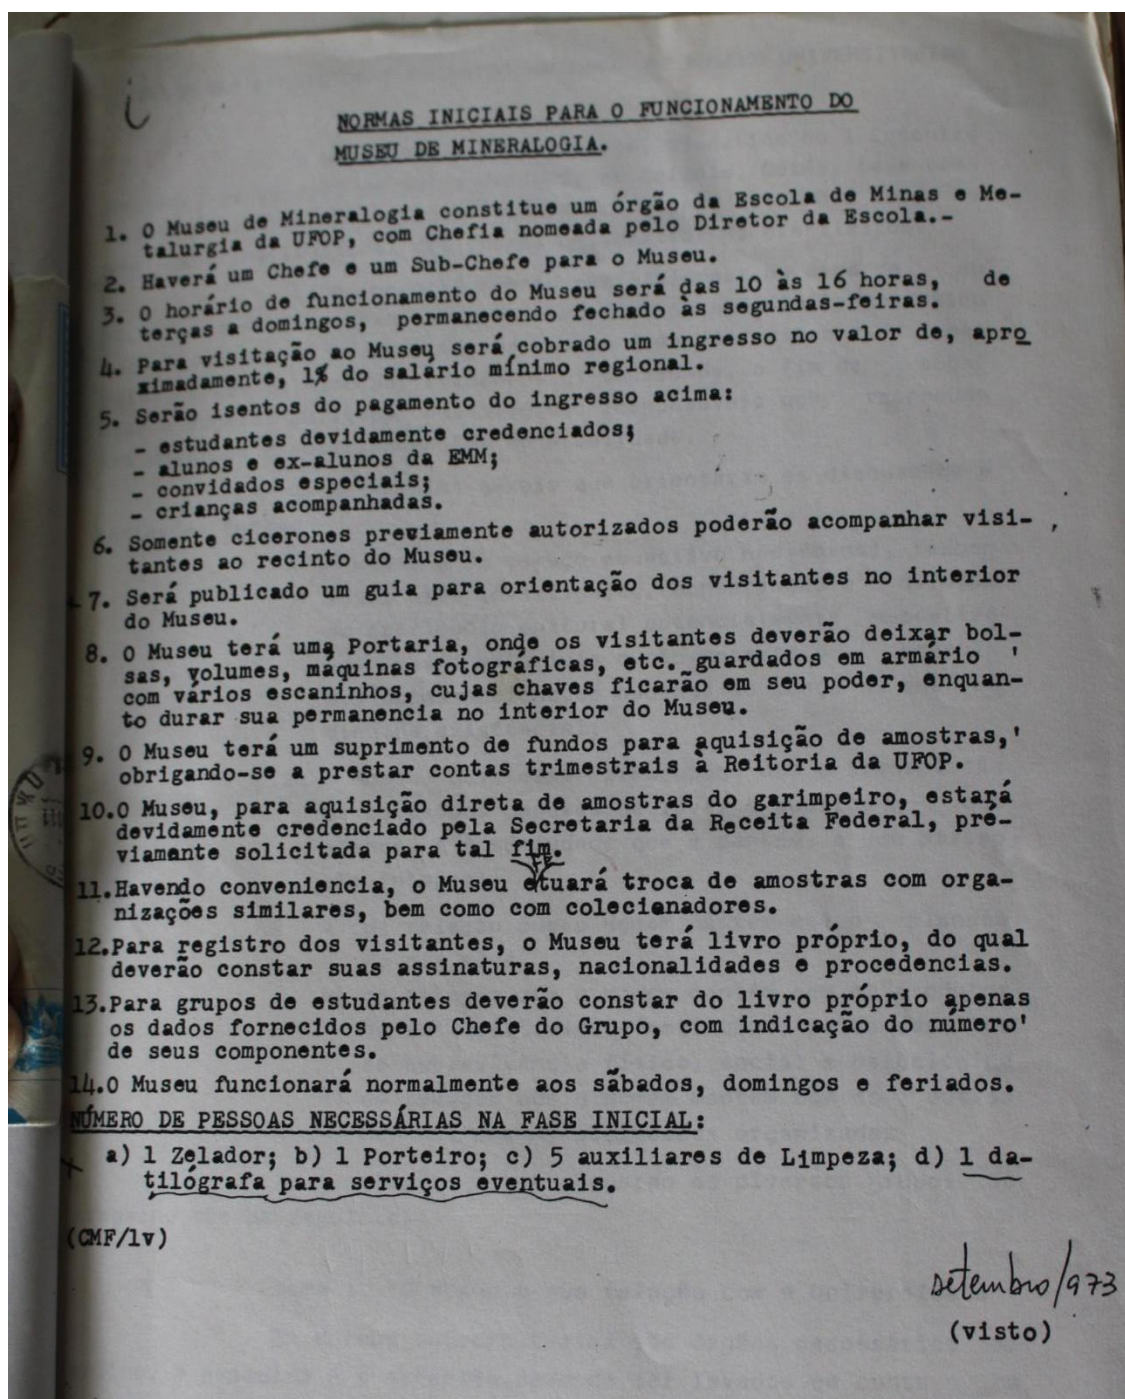 NORMAS INICIAIS PARA O FUNCIONAMENTO DO
MUSEU DE MINERALOGIA.
1. O Museu de Mineralogia constitue um órgão da Escola de Minas e Me-
talurgia da UFOP, com Chefia nomeada pelo Diretor da Escola.-
2. Haverá um Chefe e um Sub-Chefe para o Museu.
3. O horário de funcionamento do Museu será das 10 às 16 horas, de
terças a domingos, permanecendo fechado às segundas-feiras.
4. Para visitação ao Museu será cobrado um ingresso no valor de, apro
ximadamente, 1% do salário mínimo regional.
5. Serão isentos do pagamento do ingresso acima:
- estudantes devidamente credenciados;
- alunos e ex-alunos da EMM;
- convidados especiais;
- crianças acompanhadas.
6. Somente cicerones previamente autorizados poderão acompanhar visi-
tantes ao recinto do Museu.
7. Será publicado um guia para orientação dos visitantes no interior
do Museu.
8. O Museu terá uma Portaria, onde os visitantes deverão deixar bol-
sas, volumes, máquinas fotográficas, etc. guardados em armário '
com vários escaninhos, cujas chaves ficarão em seu poder, enquan-
to durar sua permanencia no interior do Museu.
9. O Museu terá um suprimento de fundos para aquisição de amostras,'
obrigando-se a prestar contas trimestrais à Reitoria da UFOP.
10.O Museu, para aquisição direta de amostras do garimpeiro, estará
devidamente credenciado pela Secretaria da Receita Federal, pre-
viamente solicitada para tal fim.
11.Havendo conveniencia, o Museu efetuará troca de amostras com orga-
nizações similares, bem como com colecionadores.
12.Para registro dos visitantes, o Museu terá livro próprio, do qual
deverão constar suas assinaturas, nacionalidades e procedencias.
13.Para grupos de estudantes deverão constar do livro próprio apenas
os dados fornecidos pelo Chefe do Grupo, com indicação do número'
de seus componentes.
14.O Museu funcionará normalmente aos sábados, domingos e feriados.
NÚMERO DE PESSOAS NECESSÁRIAS NA FASE INICIAL:
a) 1 Zelador; b) 1 Porteiro; c) 5 auxiliares de Limpeza; d) 1 da-
tilógrafa para serviços eventuais.
(CMF/lv)
setembro/973
(visto)